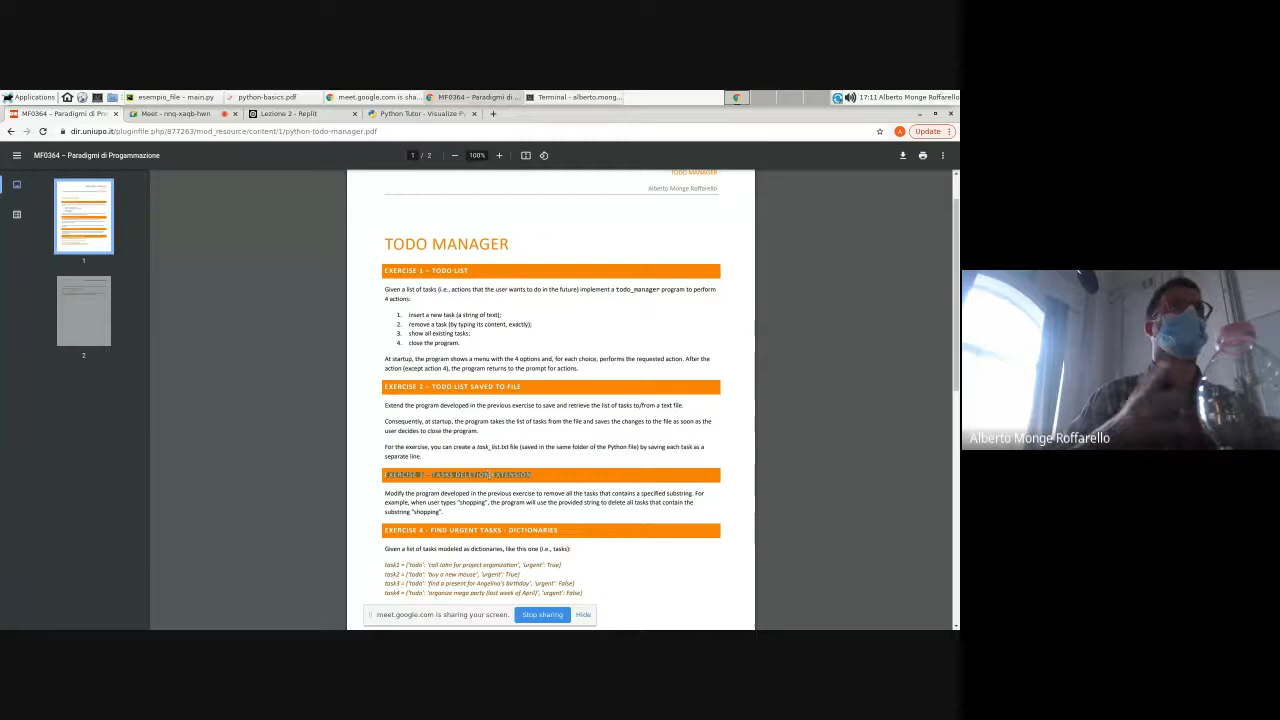 Applications
esempio_file – main.py
python-basics.pdf
meet.google.com is sha...
MF0364 – Paradigmi di ...
Terminal - alberto.mong...
17:11 Alberto Monge Roffarello
MF0364 – Paradigmi di Pro
Meet - nnq-xaqb-hwn
Lezione 2 - Replit
Python Tutor - Visualize Py
dir.uniupo.it/pluginfile.php/877263/mod_resource/content/1/python-todo-manager.pdf
Update
MF0364 – Paradigmi di Progammazione
1 / 2
100%
1
2
TODO MANAGER
Alberto Monge Roffarello
TODO MANAGER
EXERCISE 1 – TODO LIST
Given a list of tasks (i.e., actions that the user wants to do in the future) implement a todo_manager program to perform
4 actions:
1. insert a new task (a string of text);
2. remove a task (by typing its content, exactly);
3. show all existing tasks;
4. close the program.
At startup, the program shows a menu with the 4 options and, for each choice, performs the requested action. After the
action (except action 4), the program returns to the prompt for actions.
EXERCISE 2 – TODO LIST SAVED TO FILE
Extend the program developed in the previous exercise to save and retrieve the list of tasks to/from a text file.
Consequently, at startup, the program takes the list of tasks from the file and saves the changes to the file as soon as the
user decides to close the program.
For the exercise, you can create a task_list.txt file (saved in the same folder of the Python file) by saving each task as a
separate line.
EXERCISE 3 – TASKS DELETION EXTENSION
Modify the program developed in the previous exercise to remove all the tasks that contains a specified substring. For
example, when user types "shopping", the program will use the provided string to delete all tasks that contain the
substring "shopping".
EXERCISE 4 - FIND URGENT TASKS - DICTIONARIES
Given a list of tasks modeled as dictionaries, like this one (i.e., tasks):
task1 = {'todo': 'call John for project organization', 'urgent': True}
task2 = {'todo': 'buy a new mouse', 'urgent': True}
task3 = {'todo': 'find a present for Angelina's birthday', 'urgent': False}
task4 = {'todo': 'organize mega party (last week of April)', 'urgent': False}
meet.google.com is sharing your screen.
Stop sharing
Hide
Alberto Monge Roffarello